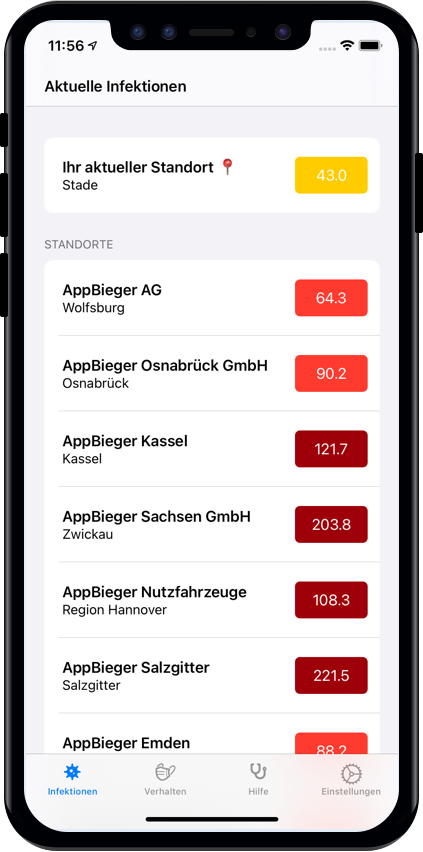 11:56
Aktuelle Infektionen
Ihr aktueller Standort
43.0
Stade
STANDORTE
AppBieger AG
64.3
Wolfsburg
AppBieger Osnabrück GmbH
90.2
Osnabrück
AppBieger Kassel
121.7
Kassel
AppBieger Sachsen GmbH
203.8
Zwickau
AppBieger Nutzfahrzeuge
108.3
Region Hannover
AppBieger Salzgitter
221.5
Salzgitter
AppBieger Emden
88.2
Infektionen
Verhalten
Hilfe
Einstellungen